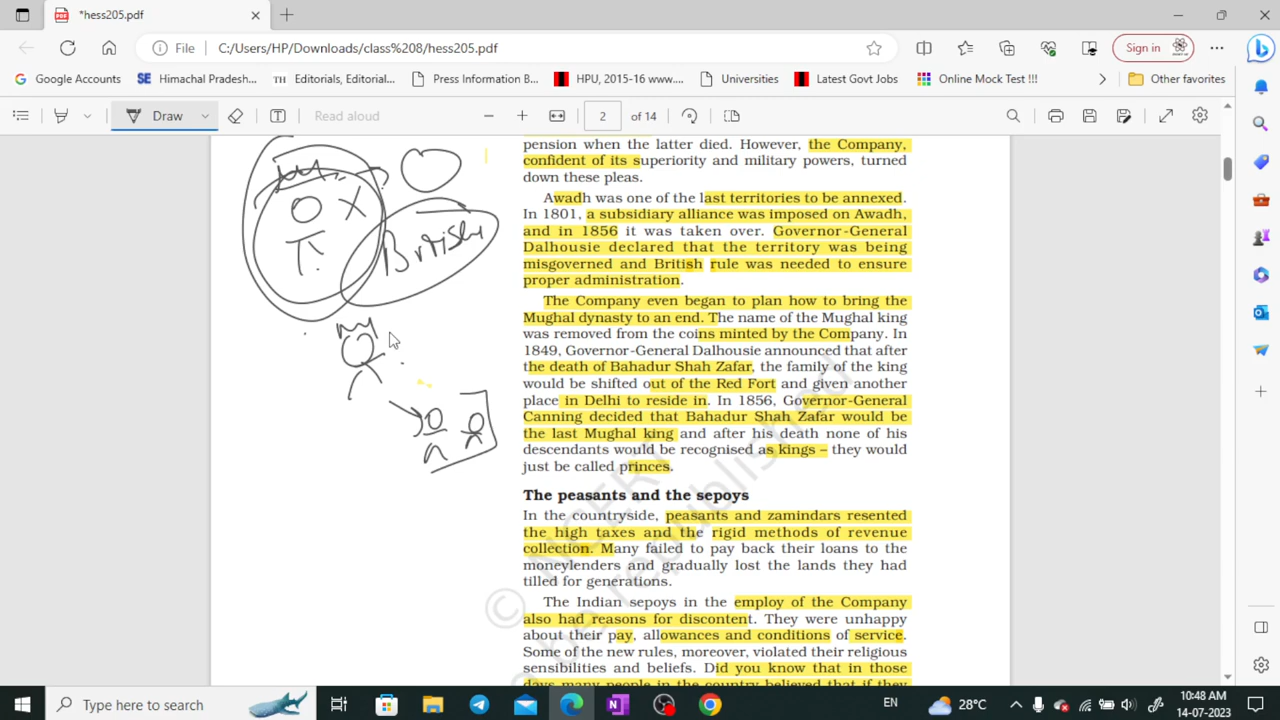 *hess205.pdf
File
C:/Users/HP/Downloads/class%208/hess205.pdf
Sign in
Google Accounts
SE Himachal Pradesh...
TH Editorials, Editorial...
Press Information B...
HPU, 2015-16 www....
Universities
Latest Govt Jobs
Online Mock Test !!!
Other favorites
Draw
Read aloud
2 of 14
pension when the latter died. However, the Company,
confident of its superiority and military powers, turned
down these pleas.
Awadh was one of the last territories to be annexed.
In 1801, a subsidiary alliance was imposed on Awadh,
and in 1856 it was taken over. Governor-General
Dalhousie declared that the territory was being
misgoverned and British rule was needed to ensure
proper administration.
The Company even began to plan how to bring the
Mughal dynasty to an end. The name of the Mughal king
was removed from the coins minted by the Company. In
1849, Governor-General Dalhousie announced that after
the death of Bahadur Shah Zafar, the family of the king
would be shifted out of the Red Fort and given another
place in Delhi to reside in. In 1856, Governor-General
Canning decided that Bahadur Shah Zafar would be
the last Mughal king and after his death none of his
descendants would be recognised as kings – they would
just be called princes.
The peasants and the sepoys
In the countryside, peasants and zamindars resented
the high taxes and the rigid methods of revenue
collection. Many failed to pay back their loans to the
moneylenders and gradually lost the lands they had
tilled for generations.
The Indian sepoys in the employ of the Company
also had reasons for discontent. They were unhappy
about their pay, allowances and conditions of service.
Some of the new rules, moreover, violated their religious
sensibilities and beliefs. Did you know that in those
days many people in the country believed that if they
British
© NCERT
republished
Type here to search
28°C
EN
10:48 AM
14-07-2023